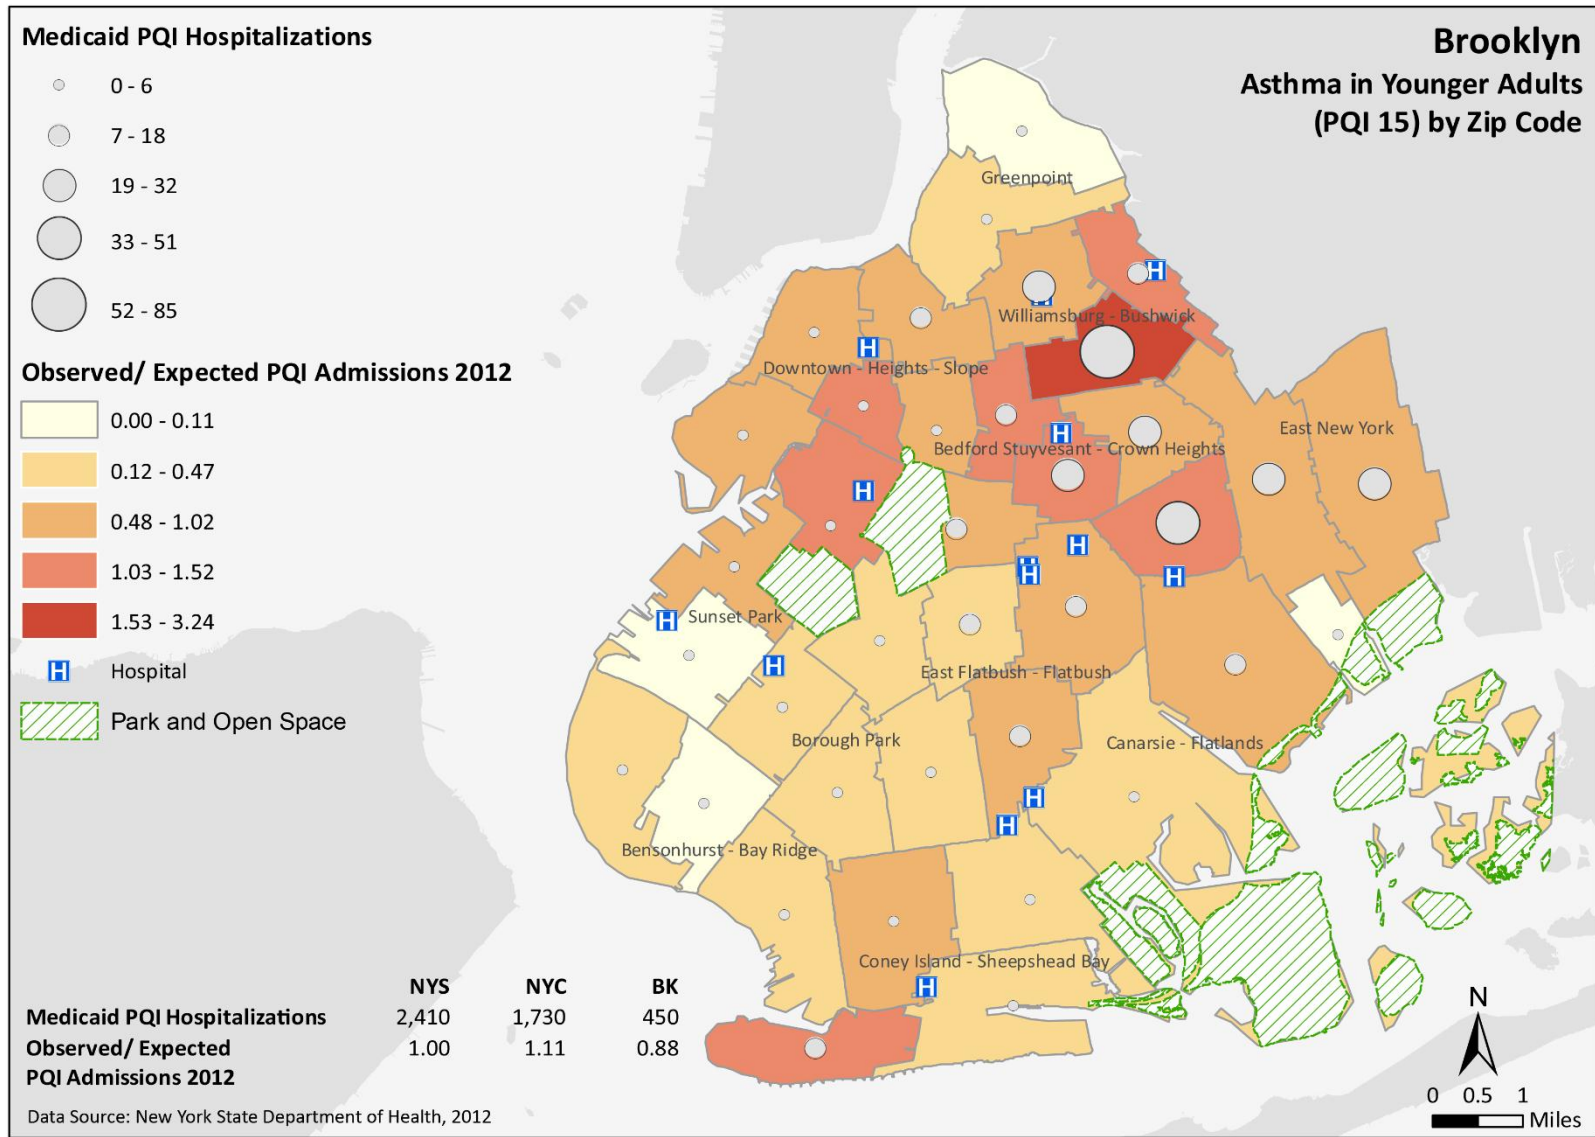 Medicaid PQI Hospitalizations
0 - 6
7 - 18
19 - 32
33 - 51
52 - 85
Observed/ Expected PQI Admissions 2012
0.00 - 0.11
0.12 - 0.47
0.48 - 1.02
1.03 - 1.52
1.53 - 3.24
H Hospital
Park and Open Space
Brooklyn
Asthma in Younger Adults
(PQI 15) by Zip Code
Greenpoint
H
H
Williamsburg - Bushwick
H
Downtown - Heights - Slope
East New York
H
Bedford Stuyvesant - Crown Heights
H
H
H
H
H
H
Sunset Park
H
East Flatbush - Flatbush
Borough Park
Canarsie - Flatlands
H
H
Bensonhurst - Bay Ridge
Coney Island - Sheepshead Bay
H
NYS NYC BK
Medicaid PQI Hospitalizations 2,410 1,730 450
Observed/ Expected 1.00 1.11 0.88
PQI Admissions 2012
Data Source: New York State Department of Health, 2012
N
0 0.5 1
Miles